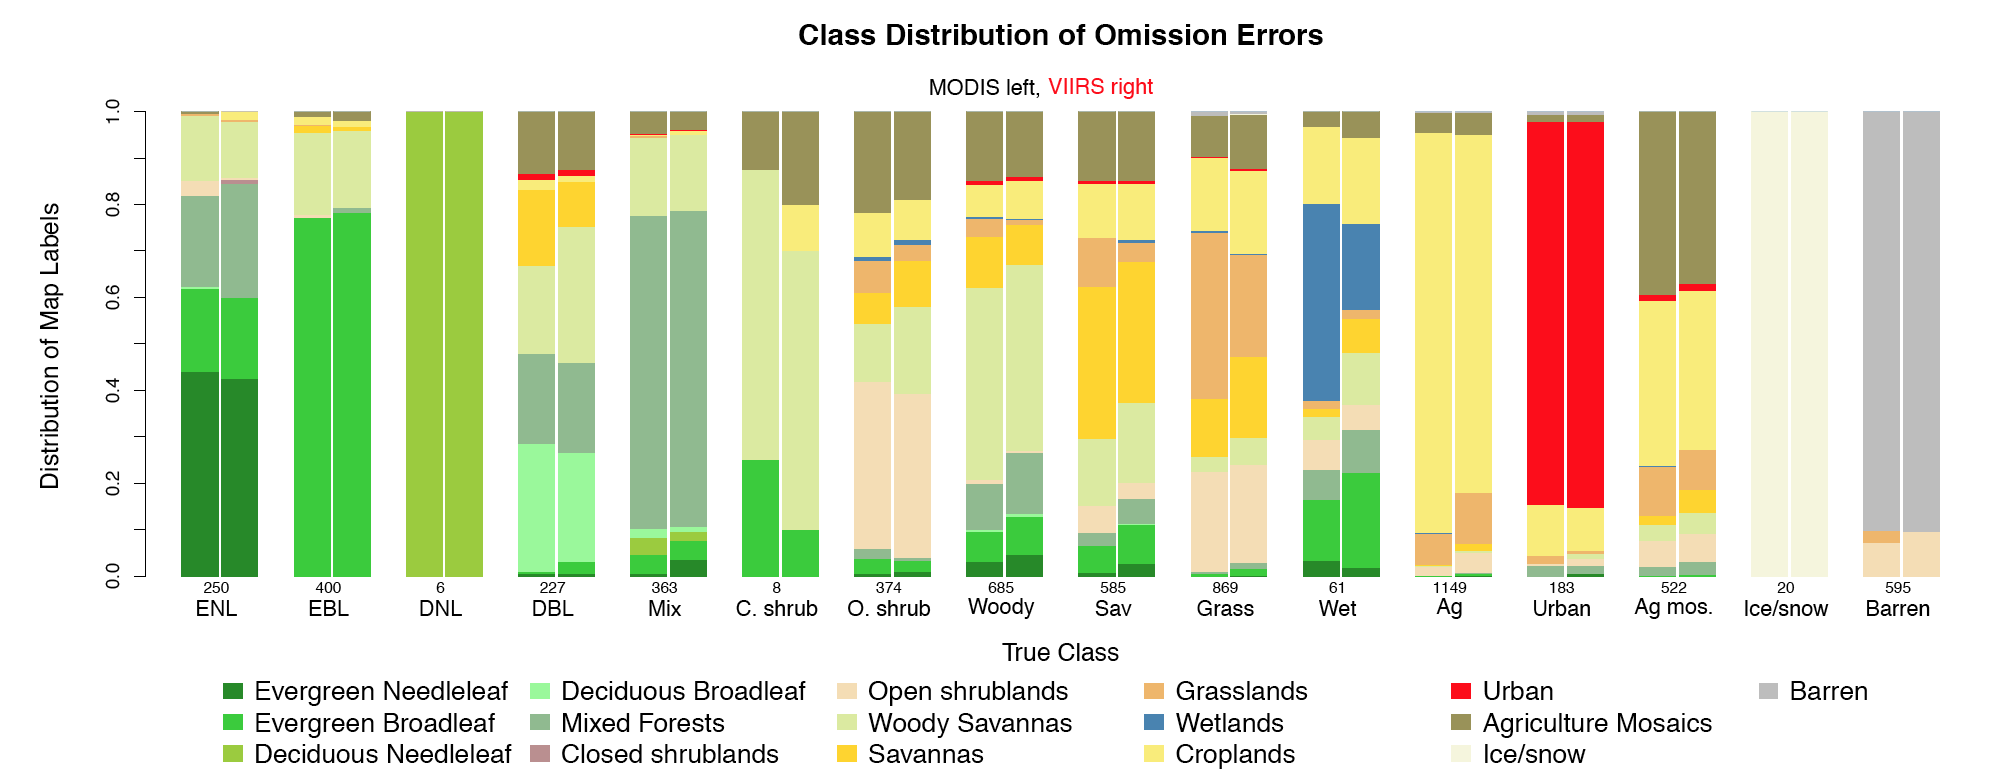 Class Distribution of Omission Errors
MODIS left, VIIRS right
Distribution of Map Labels
1.0
0.8
0.6
0.4
0.2
0.0
250 400 6 227 363 8 374 685 585 869 61 1149 183 522 20 595
ENL EBL DNL DBL Mix C. shrub O. shrub Woody Sav Grass Wet Ag Urban Ag mos. Ice/snow Barren
True Class
Evergreen Needleleaf Deciduous Broadleaf Open shrublands Grasslands Urban Barren
Evergreen Broadleaf Mixed Forests Woody Savannas Wetlands Agriculture Mosaics
Deciduous Needleleaf Closed shrublands Savannas Croplands Ice/snow